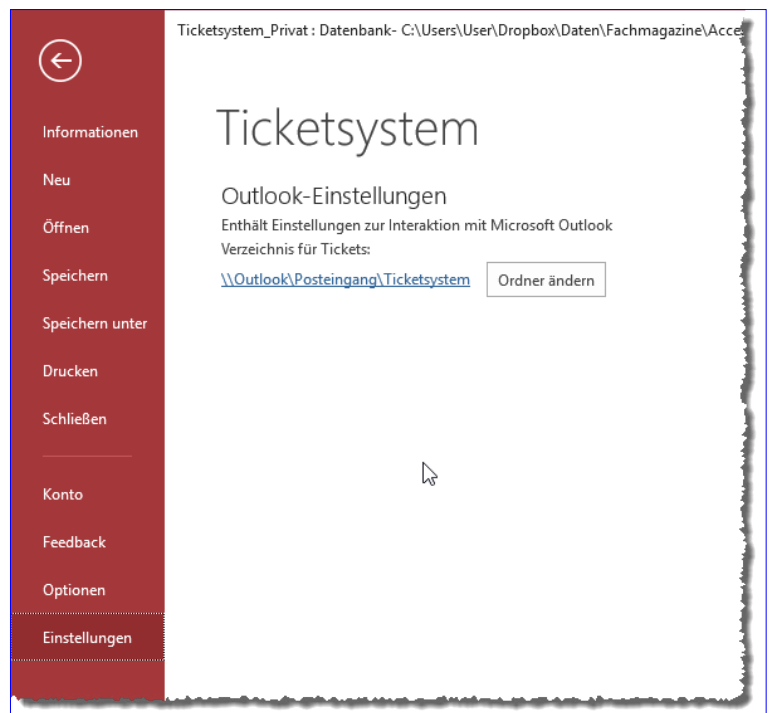 Ticketsystem_Privat : Datenbank- C:\Users\User\Dropbox\Daten\Fachmagazine\Acce
Informationen
Neu
Öffnen
Speichern
Speichern unter
Drucken
Schließen
Konto
Feedback
Optionen
Einstellungen
Ticketsystem
Outlook-Einstellungen
Enthält Einstellungen zur Interaktion mit Microsoft Outlook
Verzeichnis für Tickets:
\\Outlook\Posteingang\Ticketsystem Ordner ändern